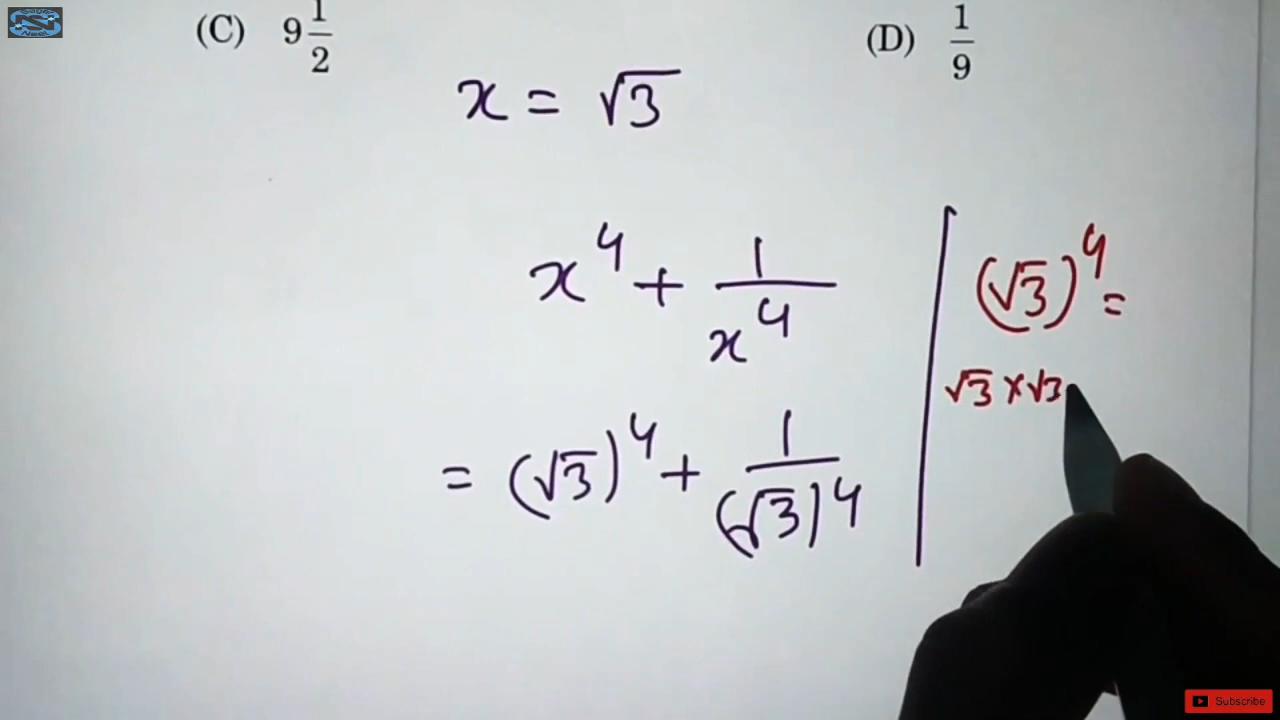 (C) 9 1/2
(D) 1/9
x = √3
x⁴ + 1/x⁴
= (√3)⁴ + 1/(√3)⁴
(√3)⁴ =
√3 × √3
Subscribe